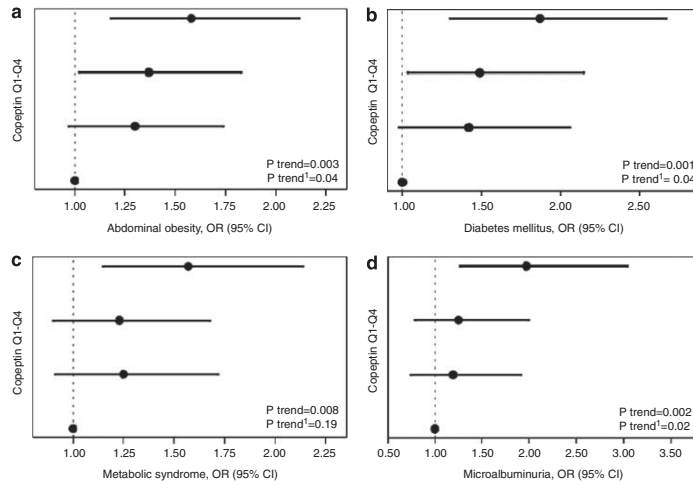 a
Copeptin Q1-Q4
P trend=0.003
P trend¹=0.04
1.00 1.25 1.50 1.75 2.00 2.25
Abdominal obesity, OR (95% CI)
b
Copeptin Q1-Q4
P trend=0.001
P trend¹= 0.04
1.00 1.50 2.00 2.50
Diabetes mellitus, OR (95% CI)
c
Copeptin Q1-Q4
P trend=0.008
P trend¹=0.19
1.00 1.25 1.50 1.75 2.00 2.25
Metabolic syndrome, OR (95% CI)
d
Copeptin Q1-Q4
P trend=0.002
P trend¹=0.02
0.50 1.00 1.50 2.00 2.50 3.00 3.50
Microalbuminuria, OR (95% CI)